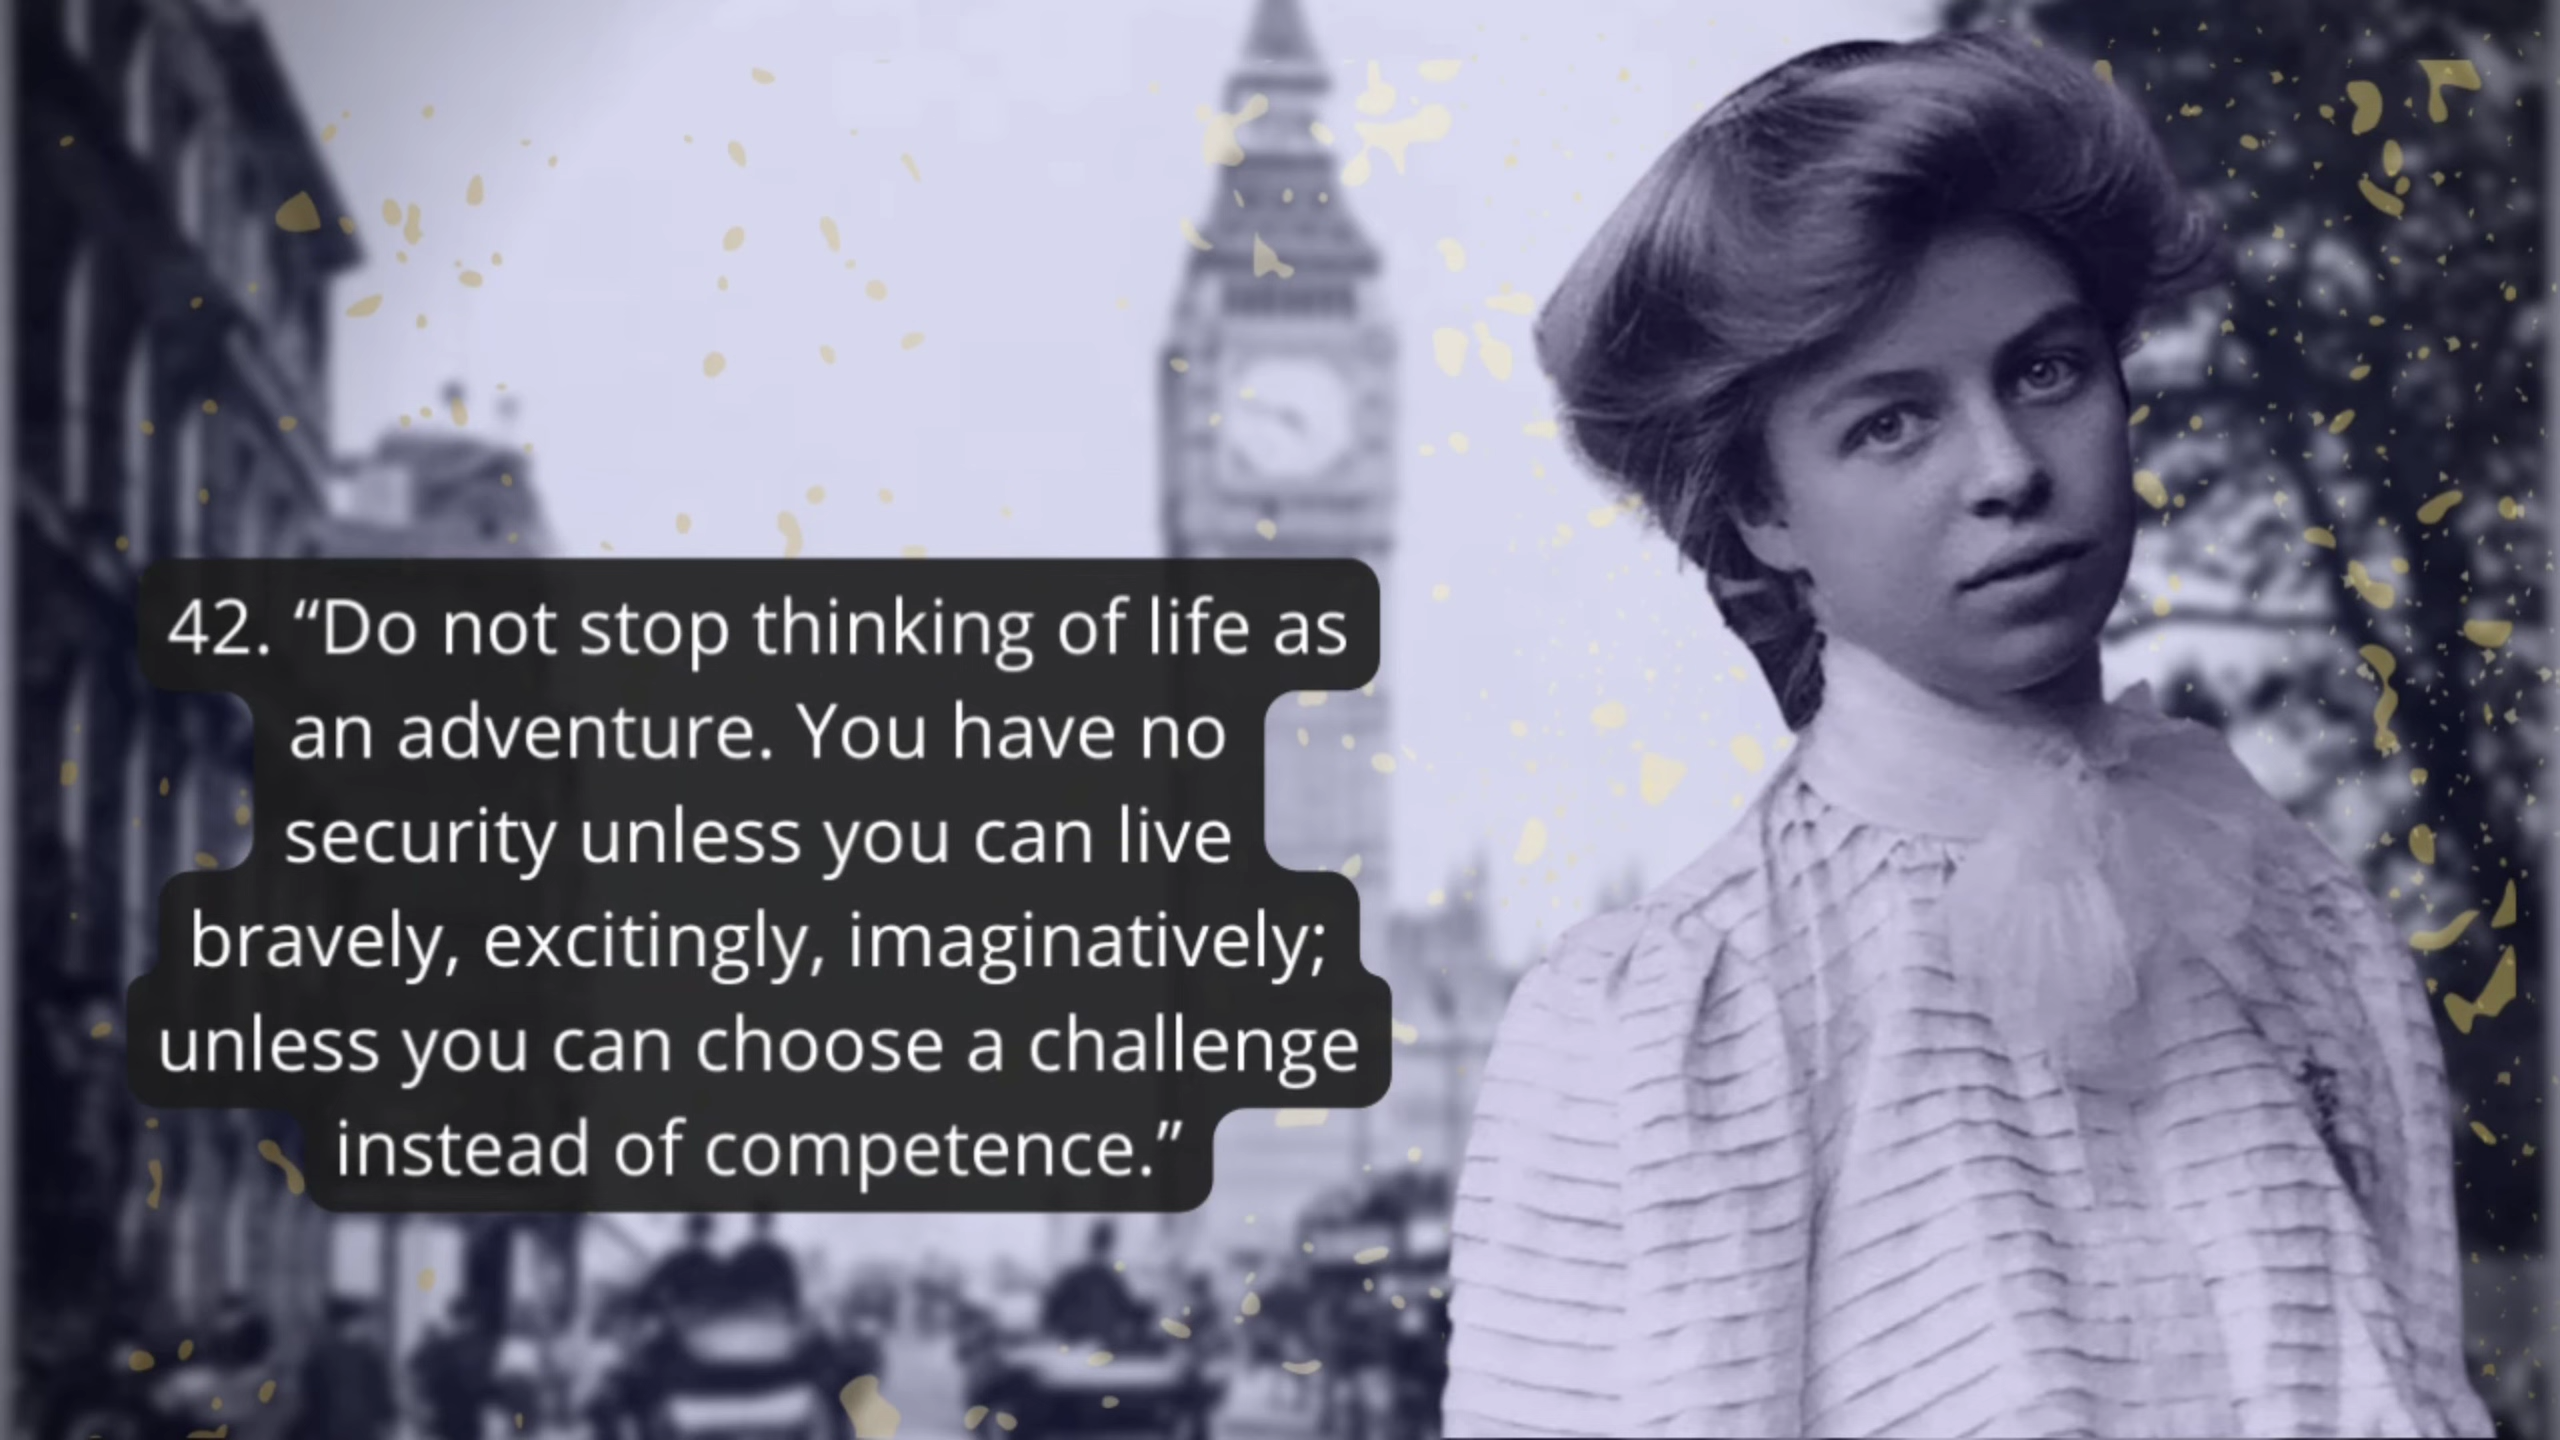 42. “Do not stop thinking of life as
an adventure. You have no
security unless you can live
bravely, excitingly, imaginatively;
unless you can choose a challenge
instead of competence.”